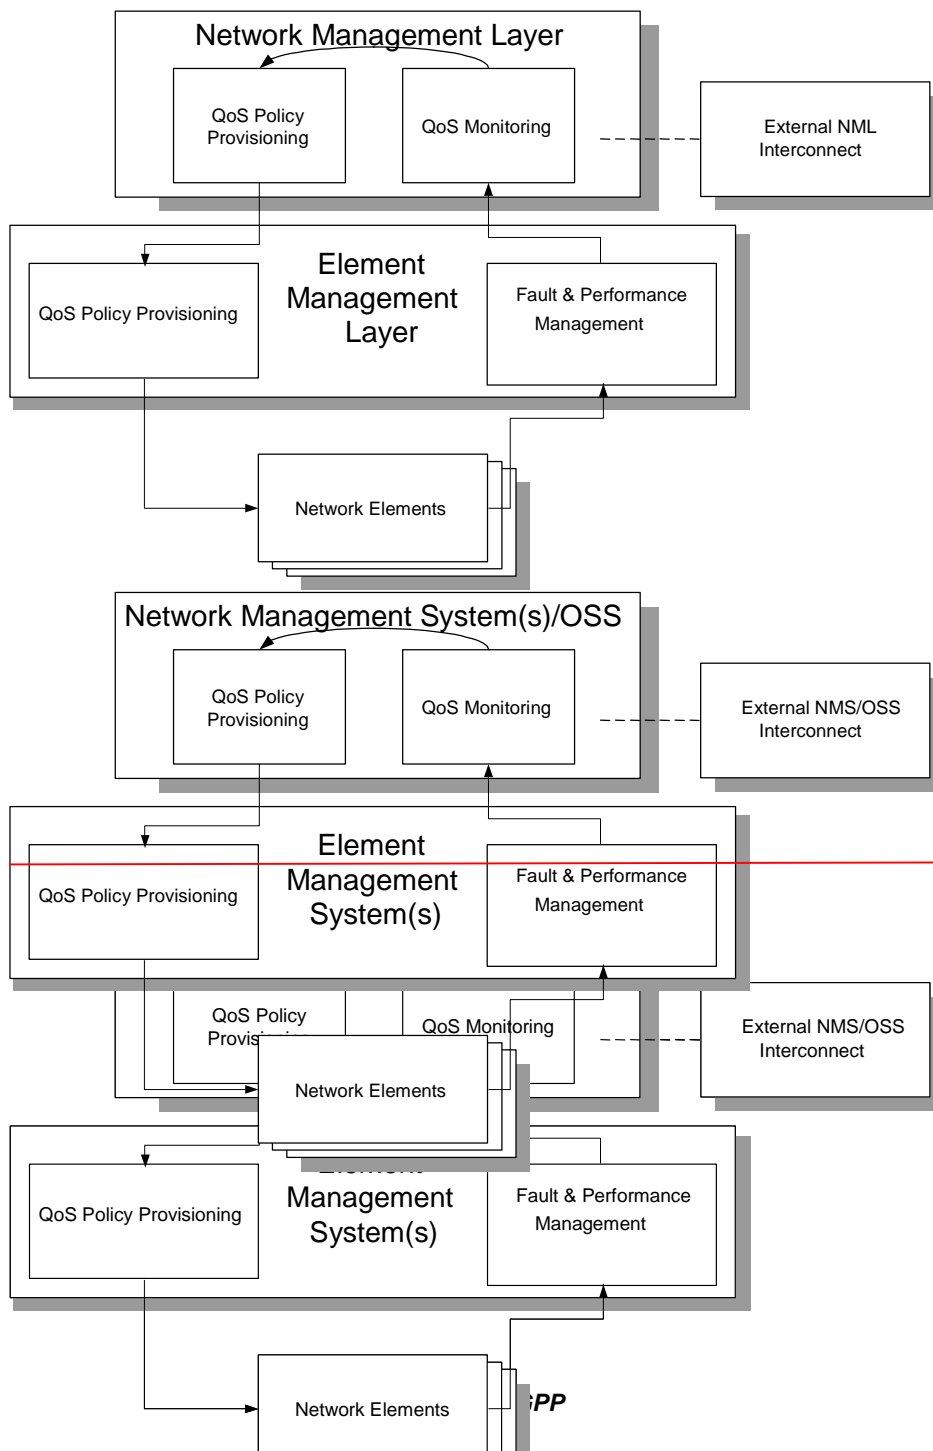 Network Management Layer
QoS Policy
Provisioning
QoS Monitoring
External NML
Interconnect
Element
Management
Layer
QoS Policy Provisioning
Fault & Performance
Management
Network Elements
Network Management System(s)/OSS
QoS Policy
Provisioning
QoS Monitoring
External NMS/OSS
Interconnect
Element
Management
System(s)
QoS Policy Provisioning
Fault & Performance
Management
QoS Policy
QoS Monitoring
External NMS/OSS
Interconnect
Network Elements
Element
Management
System(s)
QoS Policy Provisioning
Fault & Performance
Management
Network Elements
GPP